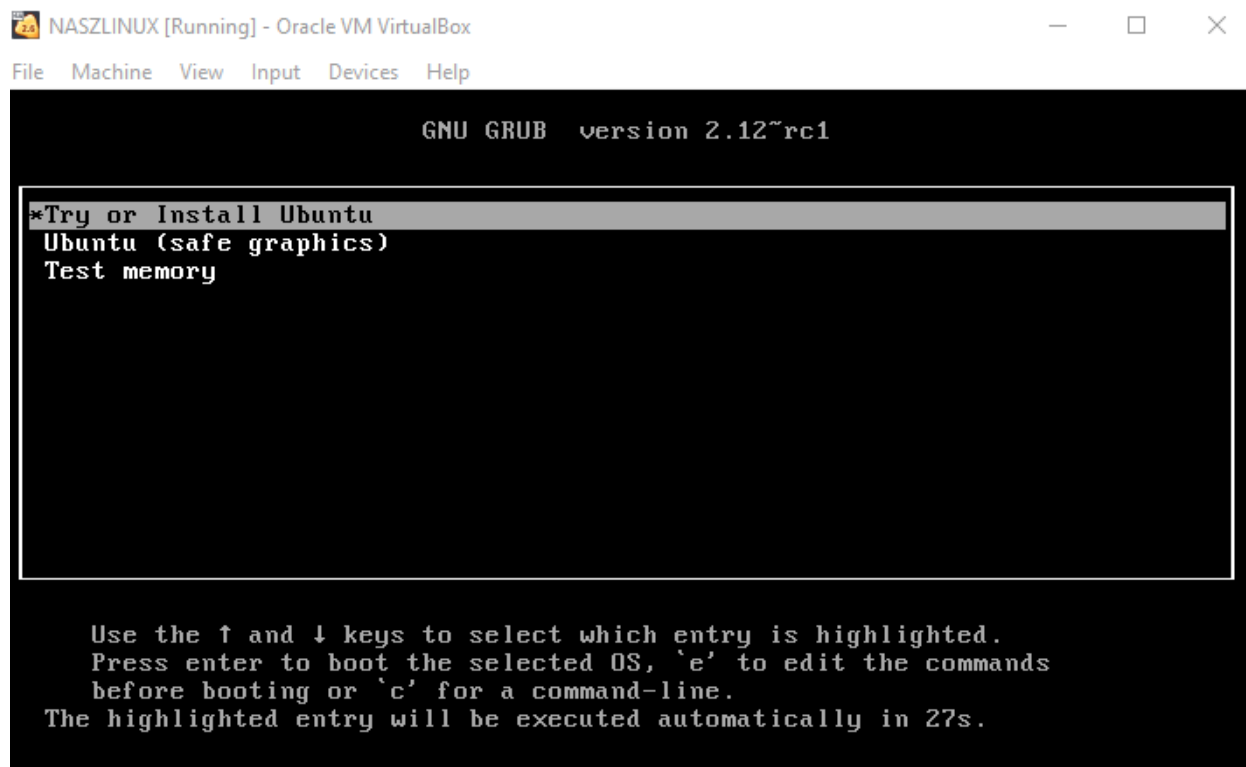 NASZLINUX [Running] - Oracle VM VirtualBox
File Machine View Input Devices Help
GNU GRUB version 2.12~rc1
*Try or Install Ubuntu
Ubuntu (safe graphics)
Test memory
Use the ↑ and ↓ keys to select which entry is highlighted.
Press enter to boot the selected OS, `e' to edit the commands
before booting or `c' for a command-line.
The highlighted entry will be executed automatically in 27s.